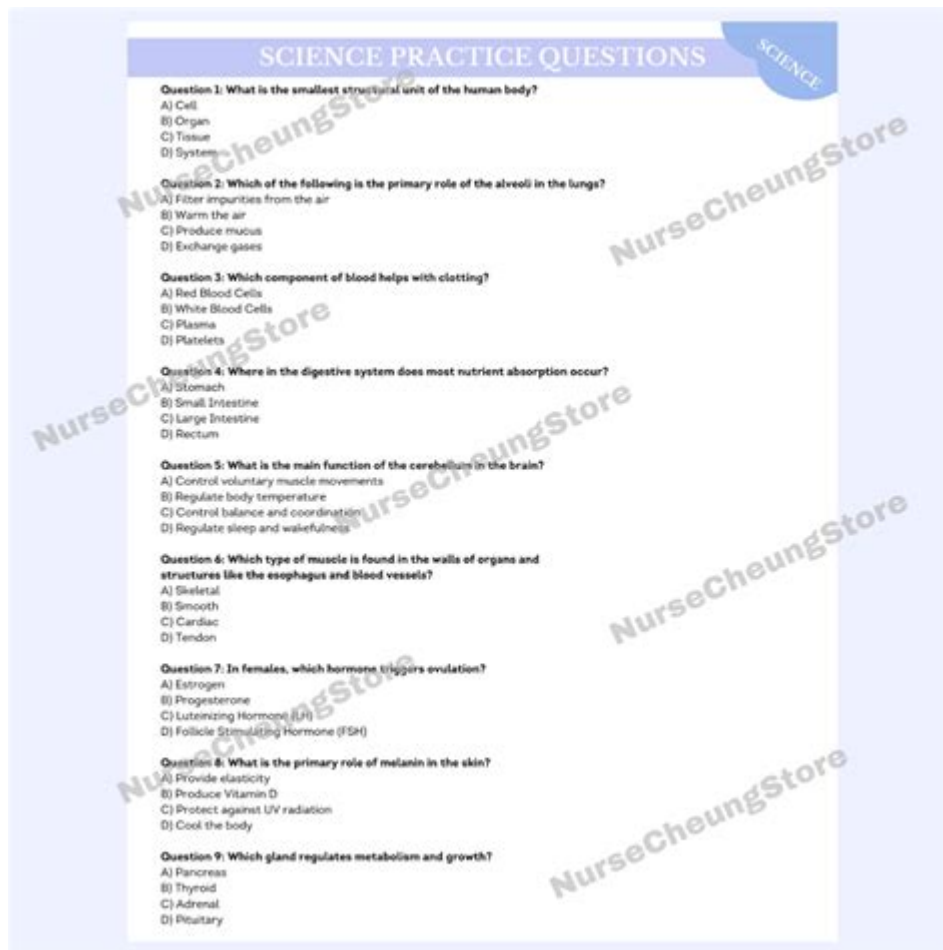 SCIENCE PRACTICE QUESTIONS
SCIENCE
Question 1: What is the smallest structural unit of the human body?
A) Cell
B) Organ
C) Tissue
D) System
Question 2: Which of the following is the primary role of the alveoli in the lungs?
A) Filter impurities from the air
B) Warm the air
C) Produce mucus
D) Exchange gases
Question 3: Which component of blood helps with clotting?
A) Red Blood Cells
B) White Blood Cells
C) Plasma
D) Platelets
Question 4: Where in the digestive system does most nutrient absorption occur?
A) Stomach
B) Small Intestine
C) Large Intestine
D) Rectum
Question 5: What is the main function of the cerebellum in the brain?
A) Control voluntary muscle movements
B) Regulate body temperature
C) Control balance and coordination
D) Regulate sleep and wakefulness
Question 6: Which type of muscle is found in the walls of organs and
structures like the esophagus and blood vessels?
A) Skeletal
B) Smooth
C) Cardiac
D) Tendon
Question 7: In females, which hormone triggers ovulation?
A) Estrogen
B) Progesterone
C) Luteinizing Hormone (LH)
D) Follicle Stimulating Hormone (FSH)
Question 8: What is the primary role of melanin in the skin?
A) Provide elasticity
B) Produce Vitamin D
C) Protect against UV radiation
D) Cool the body
Question 9: Which gland regulates metabolism and growth?
A) Pancreas
B) Thyroid
C) Adrenal
D) Pituitary
NurseCheungStore
NurseCheungStore
NurseCheungStore
NurseCheungStore
NurseCheungStore
NurseCheungStore
NurseCheungStore